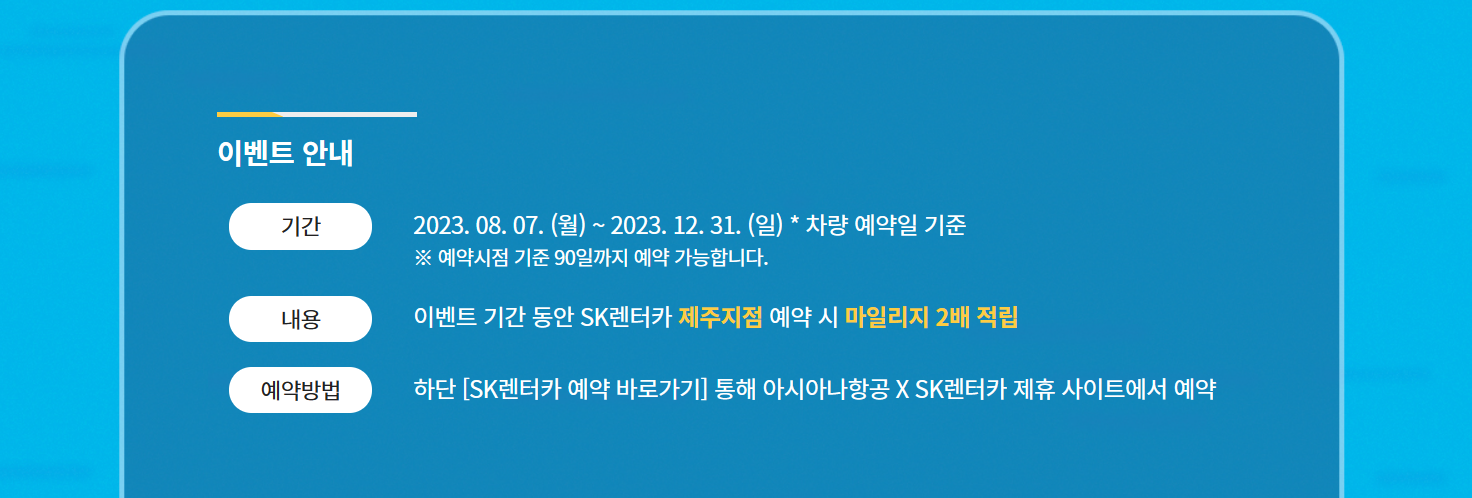 이벤트 안내
기간
2023. 08. 07. (월) ~ 2023. 12. 31. (일) * 차량 예약일 기준
※ 예약시점 기준 90일까지 예약 가능합니다.
내용
이벤트 기간 동안 SK렌터카 제주지점 예약 시 마일리지 2배 적립
예약방법
하단 [SK렌터카 예약 바로가기] 통해 아시아나항공 X SK렌터카 제휴 사이트에서 예약